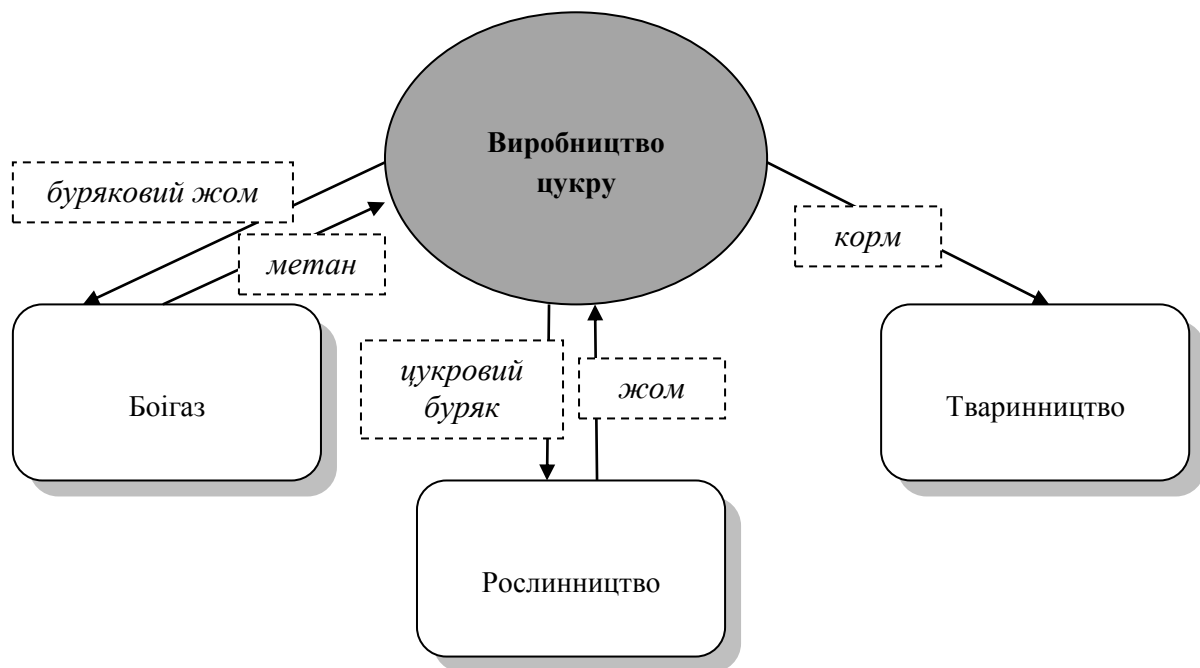 Виробництво
цукру
буряковий жом
метан
корм
цукровий
буряк
жом
Боігаз
Тваринництво
Рослинництво